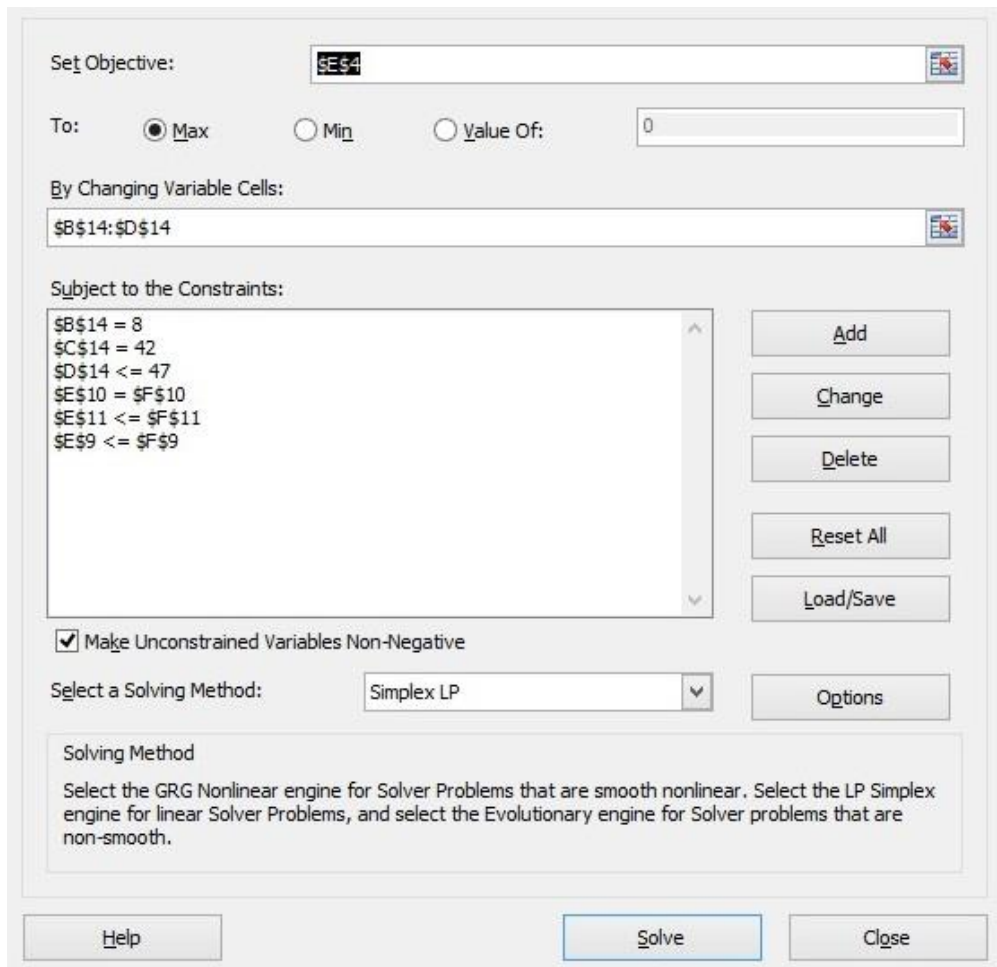 Set Objective: $E$4
To: Max Min Value Of: 0
By Changing Variable Cells:
$B$14:$D$14
Subject to the Constraints:
$B$14 = 8
$C$14 = 42
$D$14 <= 47
$E$10 = $F$10
$E$11 <= $F$11
$E$9 <= $F$9
Add
Change
Delete
Reset All
Load/Save
Make Unconstrained Variables Non-Negative
Select a Solving Method: Simplex LP Options
Solving Method
Select the GRG Nonlinear engine for Solver Problems that are smooth nonlinear. Select the LP Simplex
engine for linear Solver Problems, and select the Evolutionary engine for Solver problems that are
non-smooth.
Help Solve Close